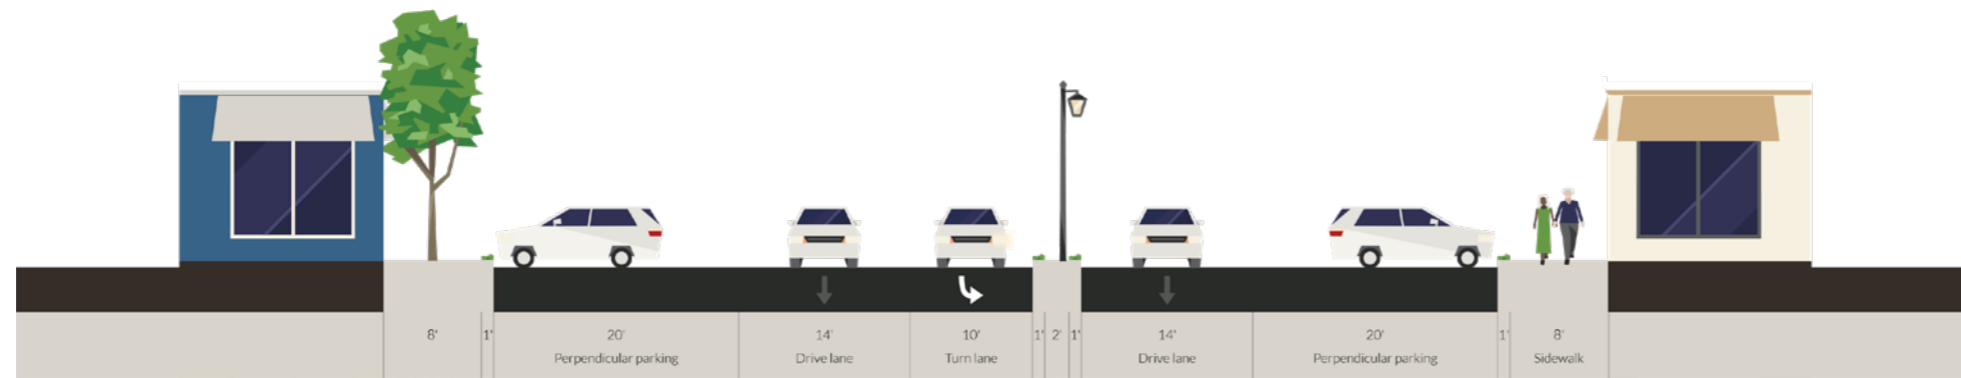 8' 1' 20' 14' 10' 1' 2' 1' 14' 20' 1' 8'
Perpendicular parking Drive lane Turn lane Drive lane Perpendicular parking Sidewalk